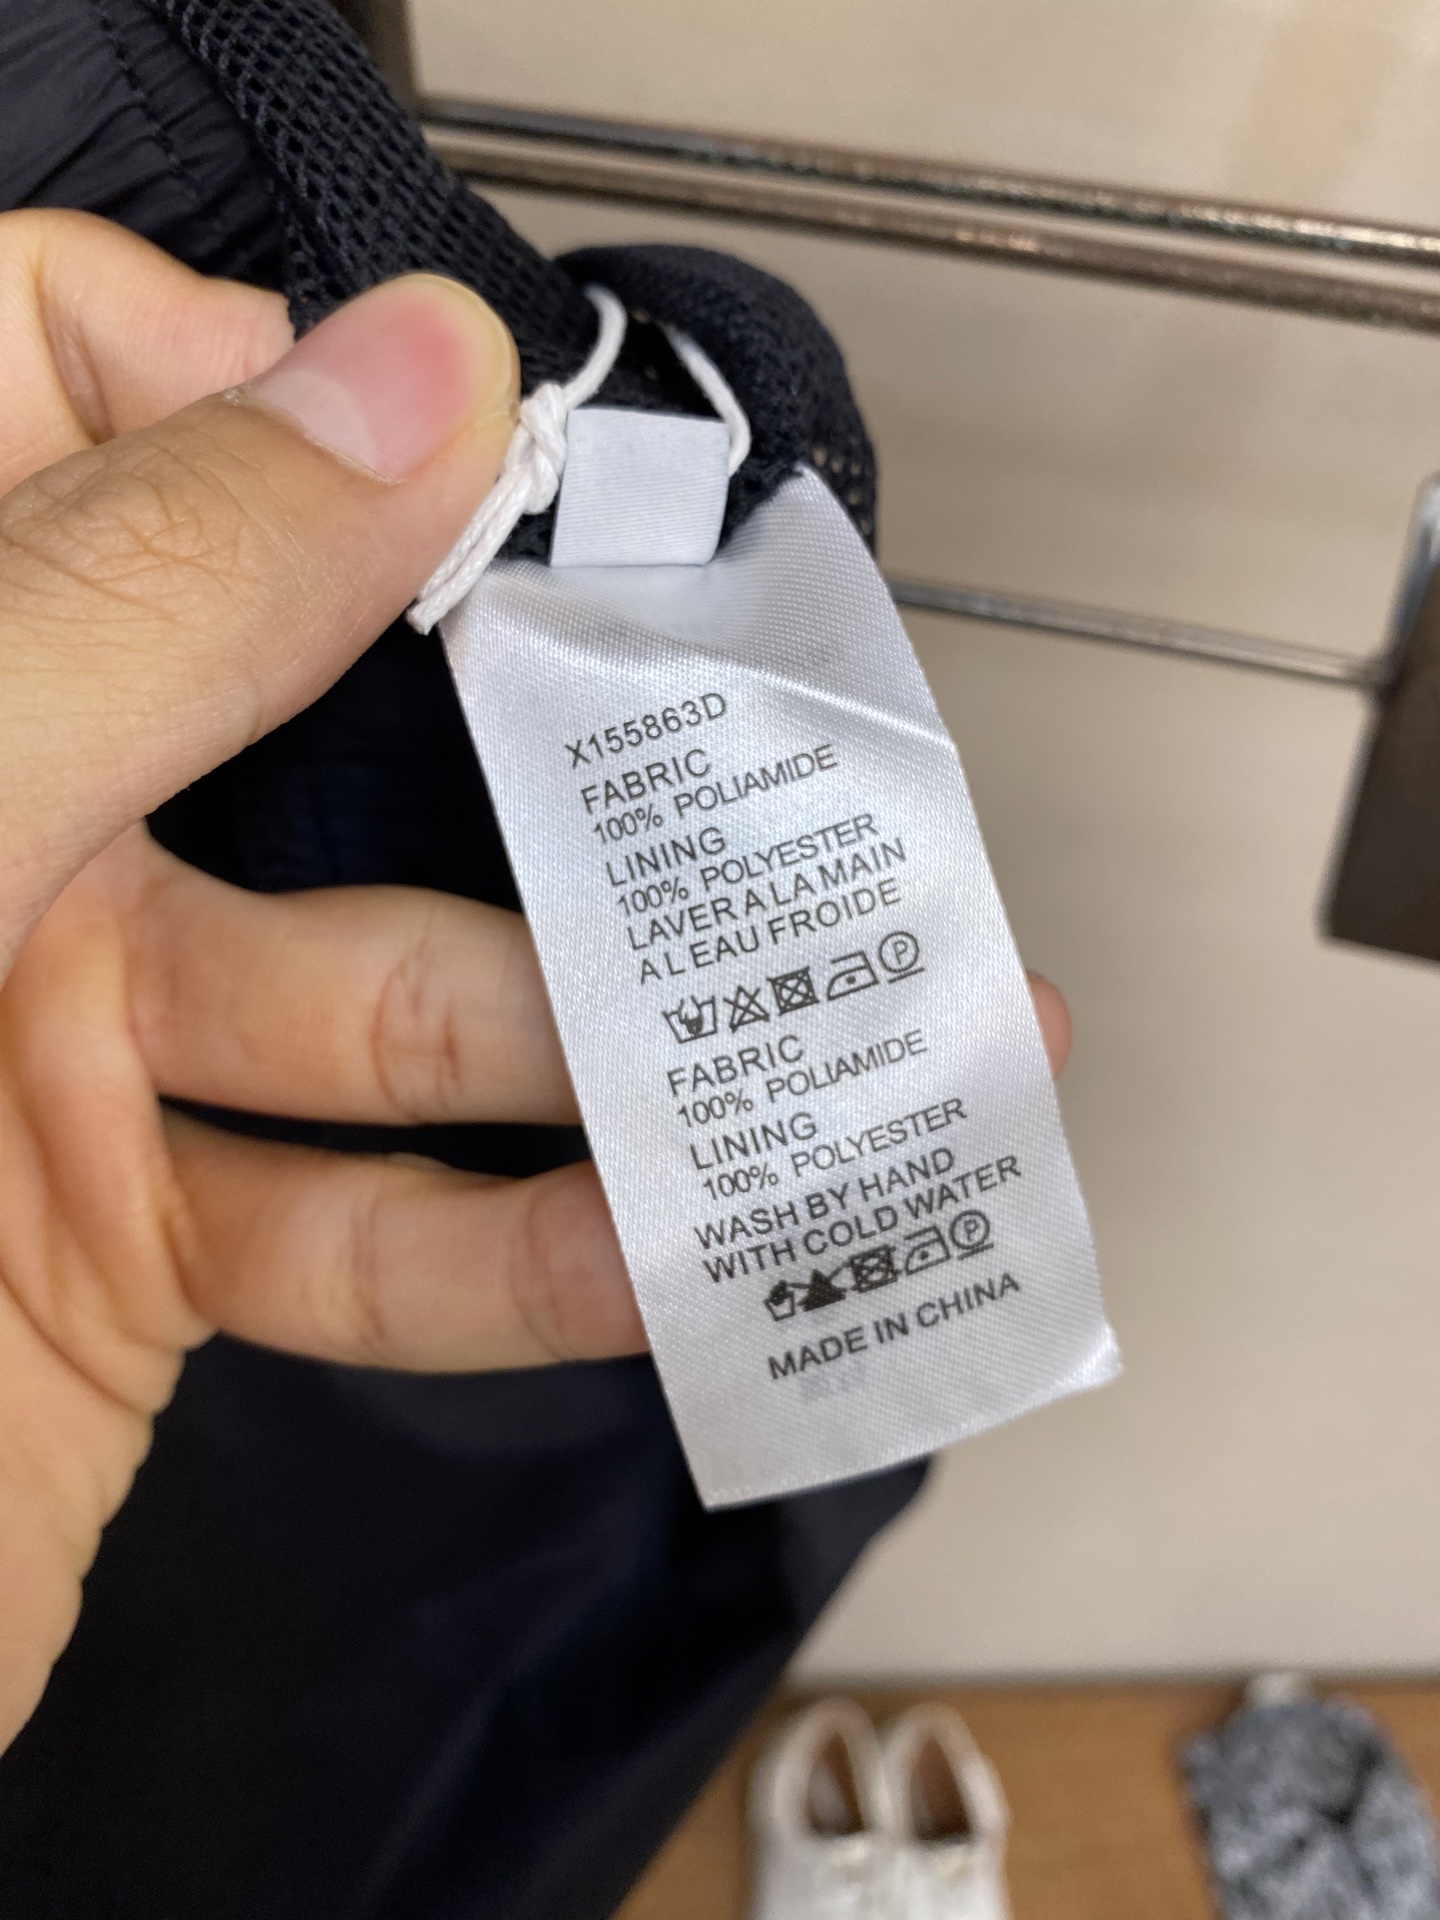 X155863D
FABRIC
100% POLIAMIDE
LINING
100% POLYESTER
LAVER A LA MAIN
A L EAU FROIDE
P
FABRIC
100% POLIAMIDE
LINING
100% POLYESTER
WASH BY HAND
WITH COLD WATER
P
MADE IN CHINA